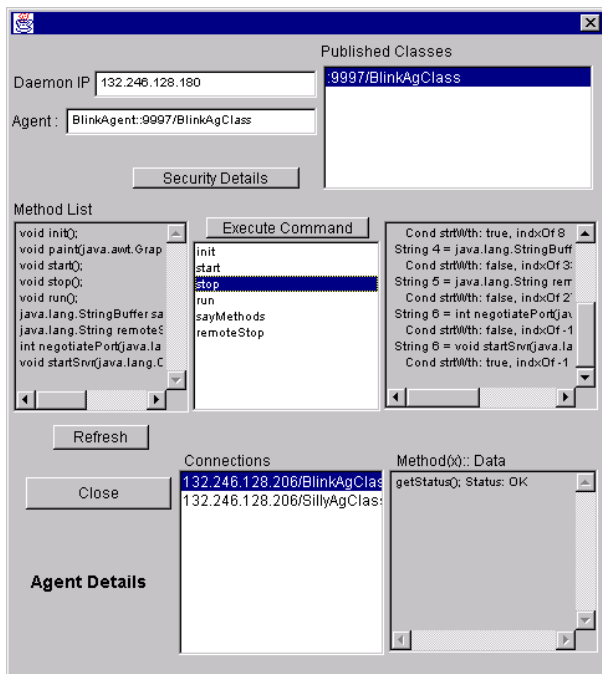 Published Classes
Daemon IP 132.246.128.180
:9997/BlinkAgClass
Agent : BlinkAgent::9997/BlinkAgClass
Security Details
Method List
void init();
void paint(java.awt.Grap
void start();
void stop();
void run();
java.lang.StringBuffer sa
java.lang.String remoteS
int negotiatePort(java.la
void startSrvr(java.lang.C
Execute Command
init
start
stop
run
sayMethods
remoteStop
Cond strtWth: true, indxOf 8
String 4 = java.lang.StringBuff
Cond strtWth: false, indxOf 3
String 5 = java.lang.String rem
Cond strtWth: false, indxOf 2
String 6 = int negotiatePort(jav
Cond strtWth: false, indxOf -1
String 6 = void startSrvr(java.la
Cond strtWth: true, indxOf -1
Refresh
Connections
Method(x):: Data
Close
132.246.128.206/BlinkAgClas
132.246.128.206/SillyAgClas
getStatus(); Status: OK
Agent Details